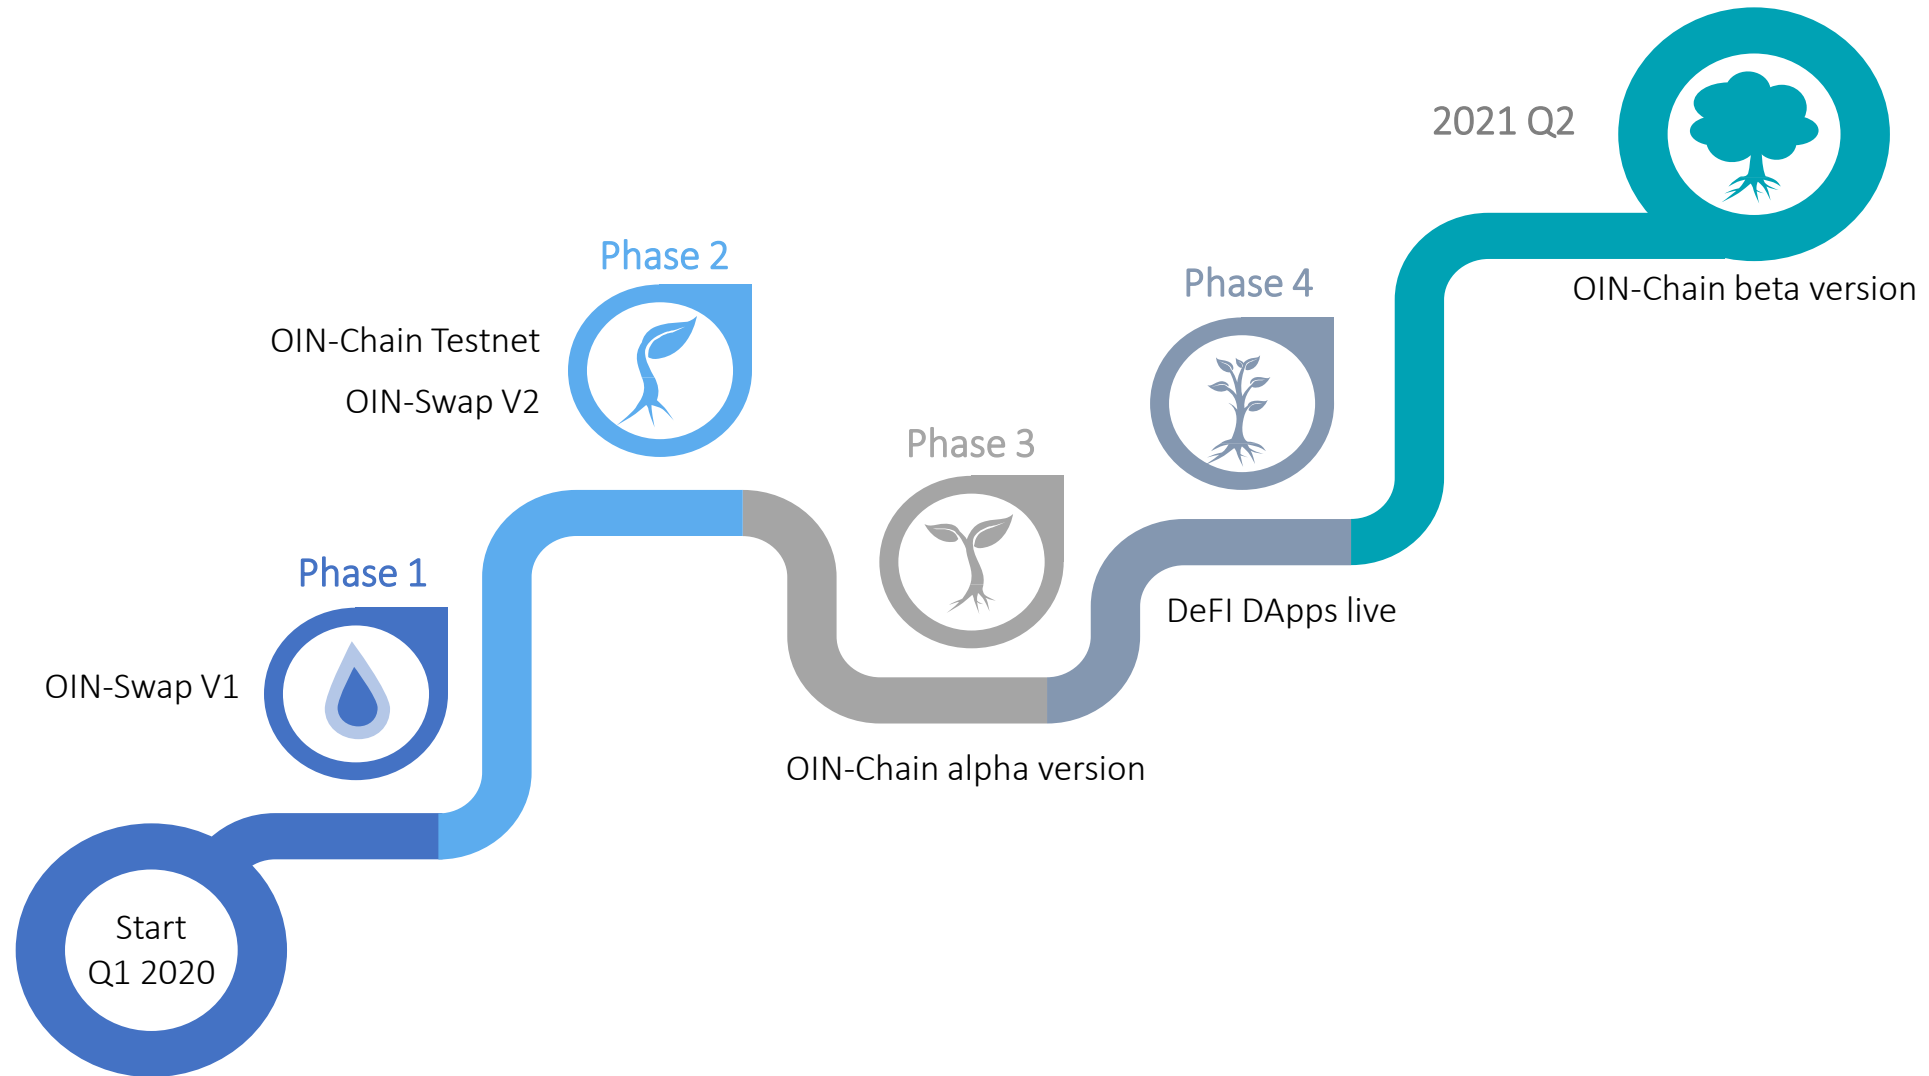 Start
Q1 2020
Phase 1
OIN-Swap V1
Phase 2
OIN-Chain Testnet
OIN-Swap V2
Phase 3
OIN-Chain alpha version
Phase 4
DeFI DApps live
2021 Q2
OIN-Chain beta version